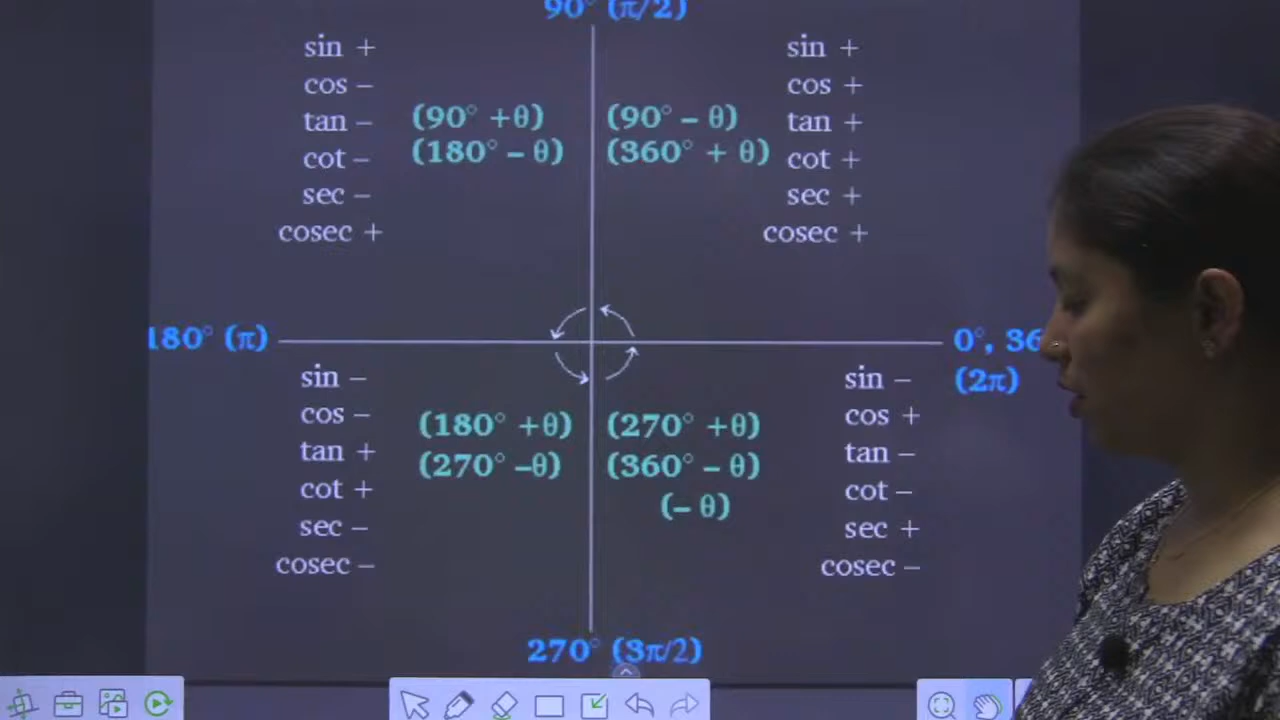 90° (π/2)
sin +
cos –
tan –
cot –
sec –
cosec +
(90° +θ)
(180° – θ)
(90° – θ)
(360° + θ)
sin +
cos +
tan +
cot +
sec +
cosec +
180° (π)
0°, 36
(2π)
sin –
cos –
tan +
cot +
sec –
cosec –
(180° +θ)
(270° –θ)
(270° +θ)
(360° – θ)
(– θ)
sin –
cos +
tan –
cot –
sec +
cosec –
270° (3π/2)